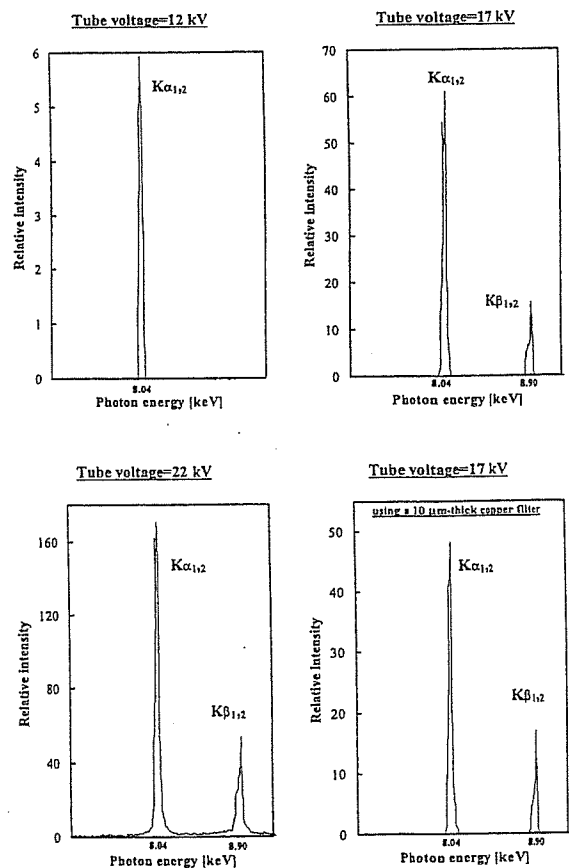 Tube voltage=12 kV
6
5
4
3
2
1
0
Relative Intensity
Kα1,2
8.04
Photon energy [keV]
Tube voltage=17 kV
70
60
50
40
30
20
10
0
Relative Intensity
Kα1,2
Kβ1,2
8.04 8.90
Photon energy [keV]
Tube voltage=22 kV
160
120
80
40
0
Relative Intensity
Kα1,2
Kβ1,2
8.04 8.90
Photon energy [keV]
Tube voltage=17 kV
using a 10 μm-thick copper filter
50
40
30
20
10
0
Relative Intensity
Kα1,2
Kβ1,2
8.04 8.90
Photon energy [keV]